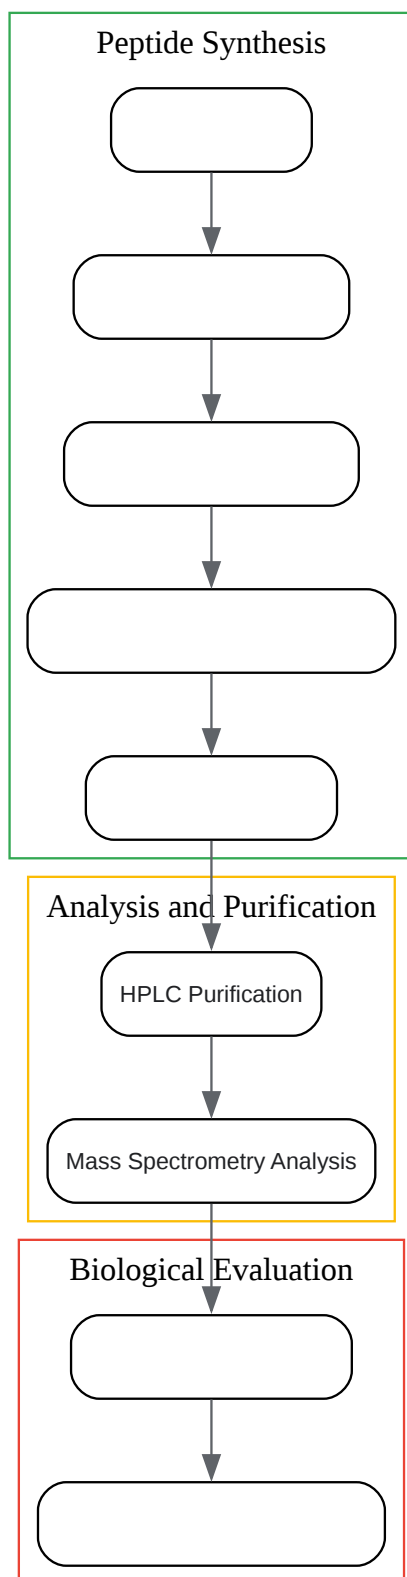 Peptide Synthesis
Analysis and Purification
HPLC Purification
Mass Spectrometry Analysis
Biological Evaluation